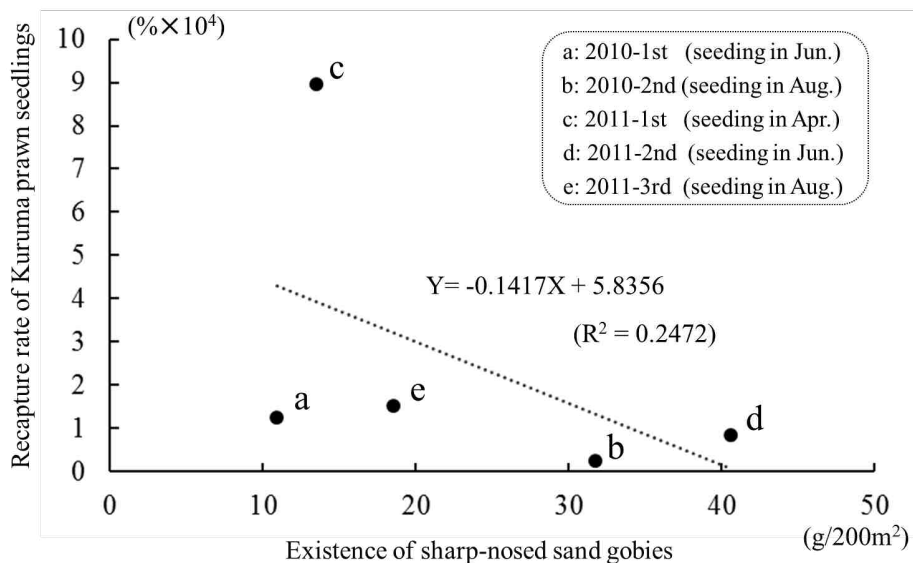 (%×10⁴)
Recapture rate of Kuruma prawn seedlings
10
9
8
7
6
5
4
3
2
1
0
c
a: 2010-1st (seeding in Jun.)
b: 2010-2nd (seeding in Aug.)
c: 2011-1st (seeding in Apr.)
d: 2011-2nd (seeding in Jun.)
e: 2011-3rd (seeding in Aug.)
Y= -0.1417X + 5.8356
(R² = 0.2472)
a
e
b
d
0 10 20 30 40 50
(g/200m²)
Existence of sharp-nosed sand gobies